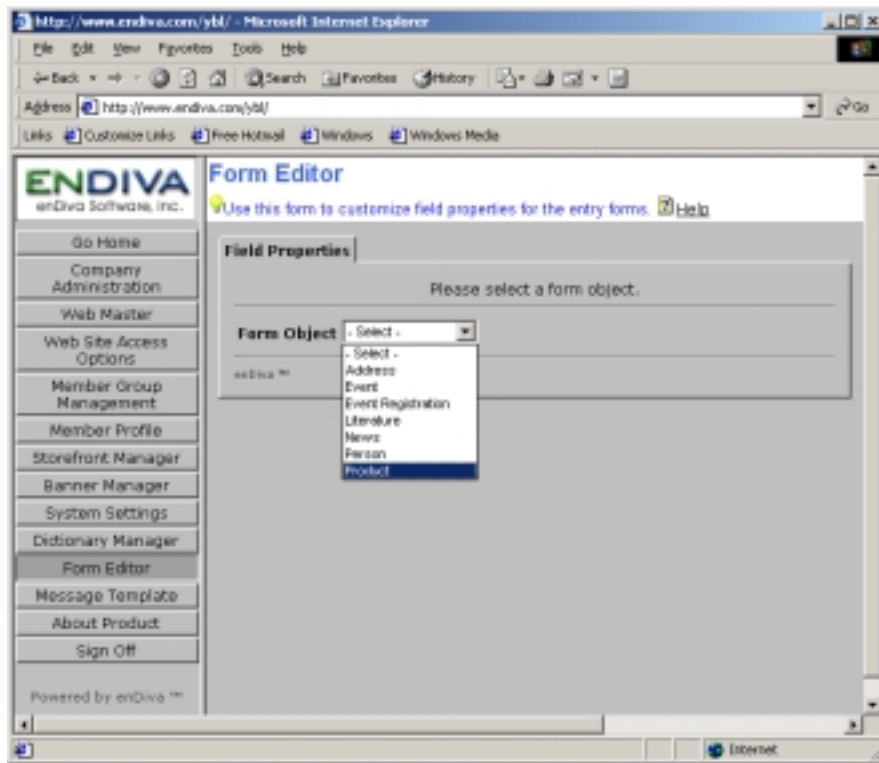 http://www.endiva.com/ybl/ - Microsoft Internet Explorer
File Edit View Favorites Tools Help
Back Search Favorites History
Address http://www.endiva.com/ybl/ Go
Links Customize Links Free Hotmail Windows Windows Media
ENDIVA
enDiva Software, Inc.
Form Editor
Use this form to customize field properties for the entry forms. Help
Go Home
Company
Administration
Web Master
Web Site Access
Options
Member Group
Management
Member Profile
Storefront Manager
Banner Manager
System Settings
Dictionary Manager
Form Editor
Message Template
About Product
Sign Off
Powered by enDiva ™
Field Properties
Please select a form object.
Form Object - Select -
- Select -
Address
Event
Event Registration
Literature
News
Person
Product
enDiva ™
Internet